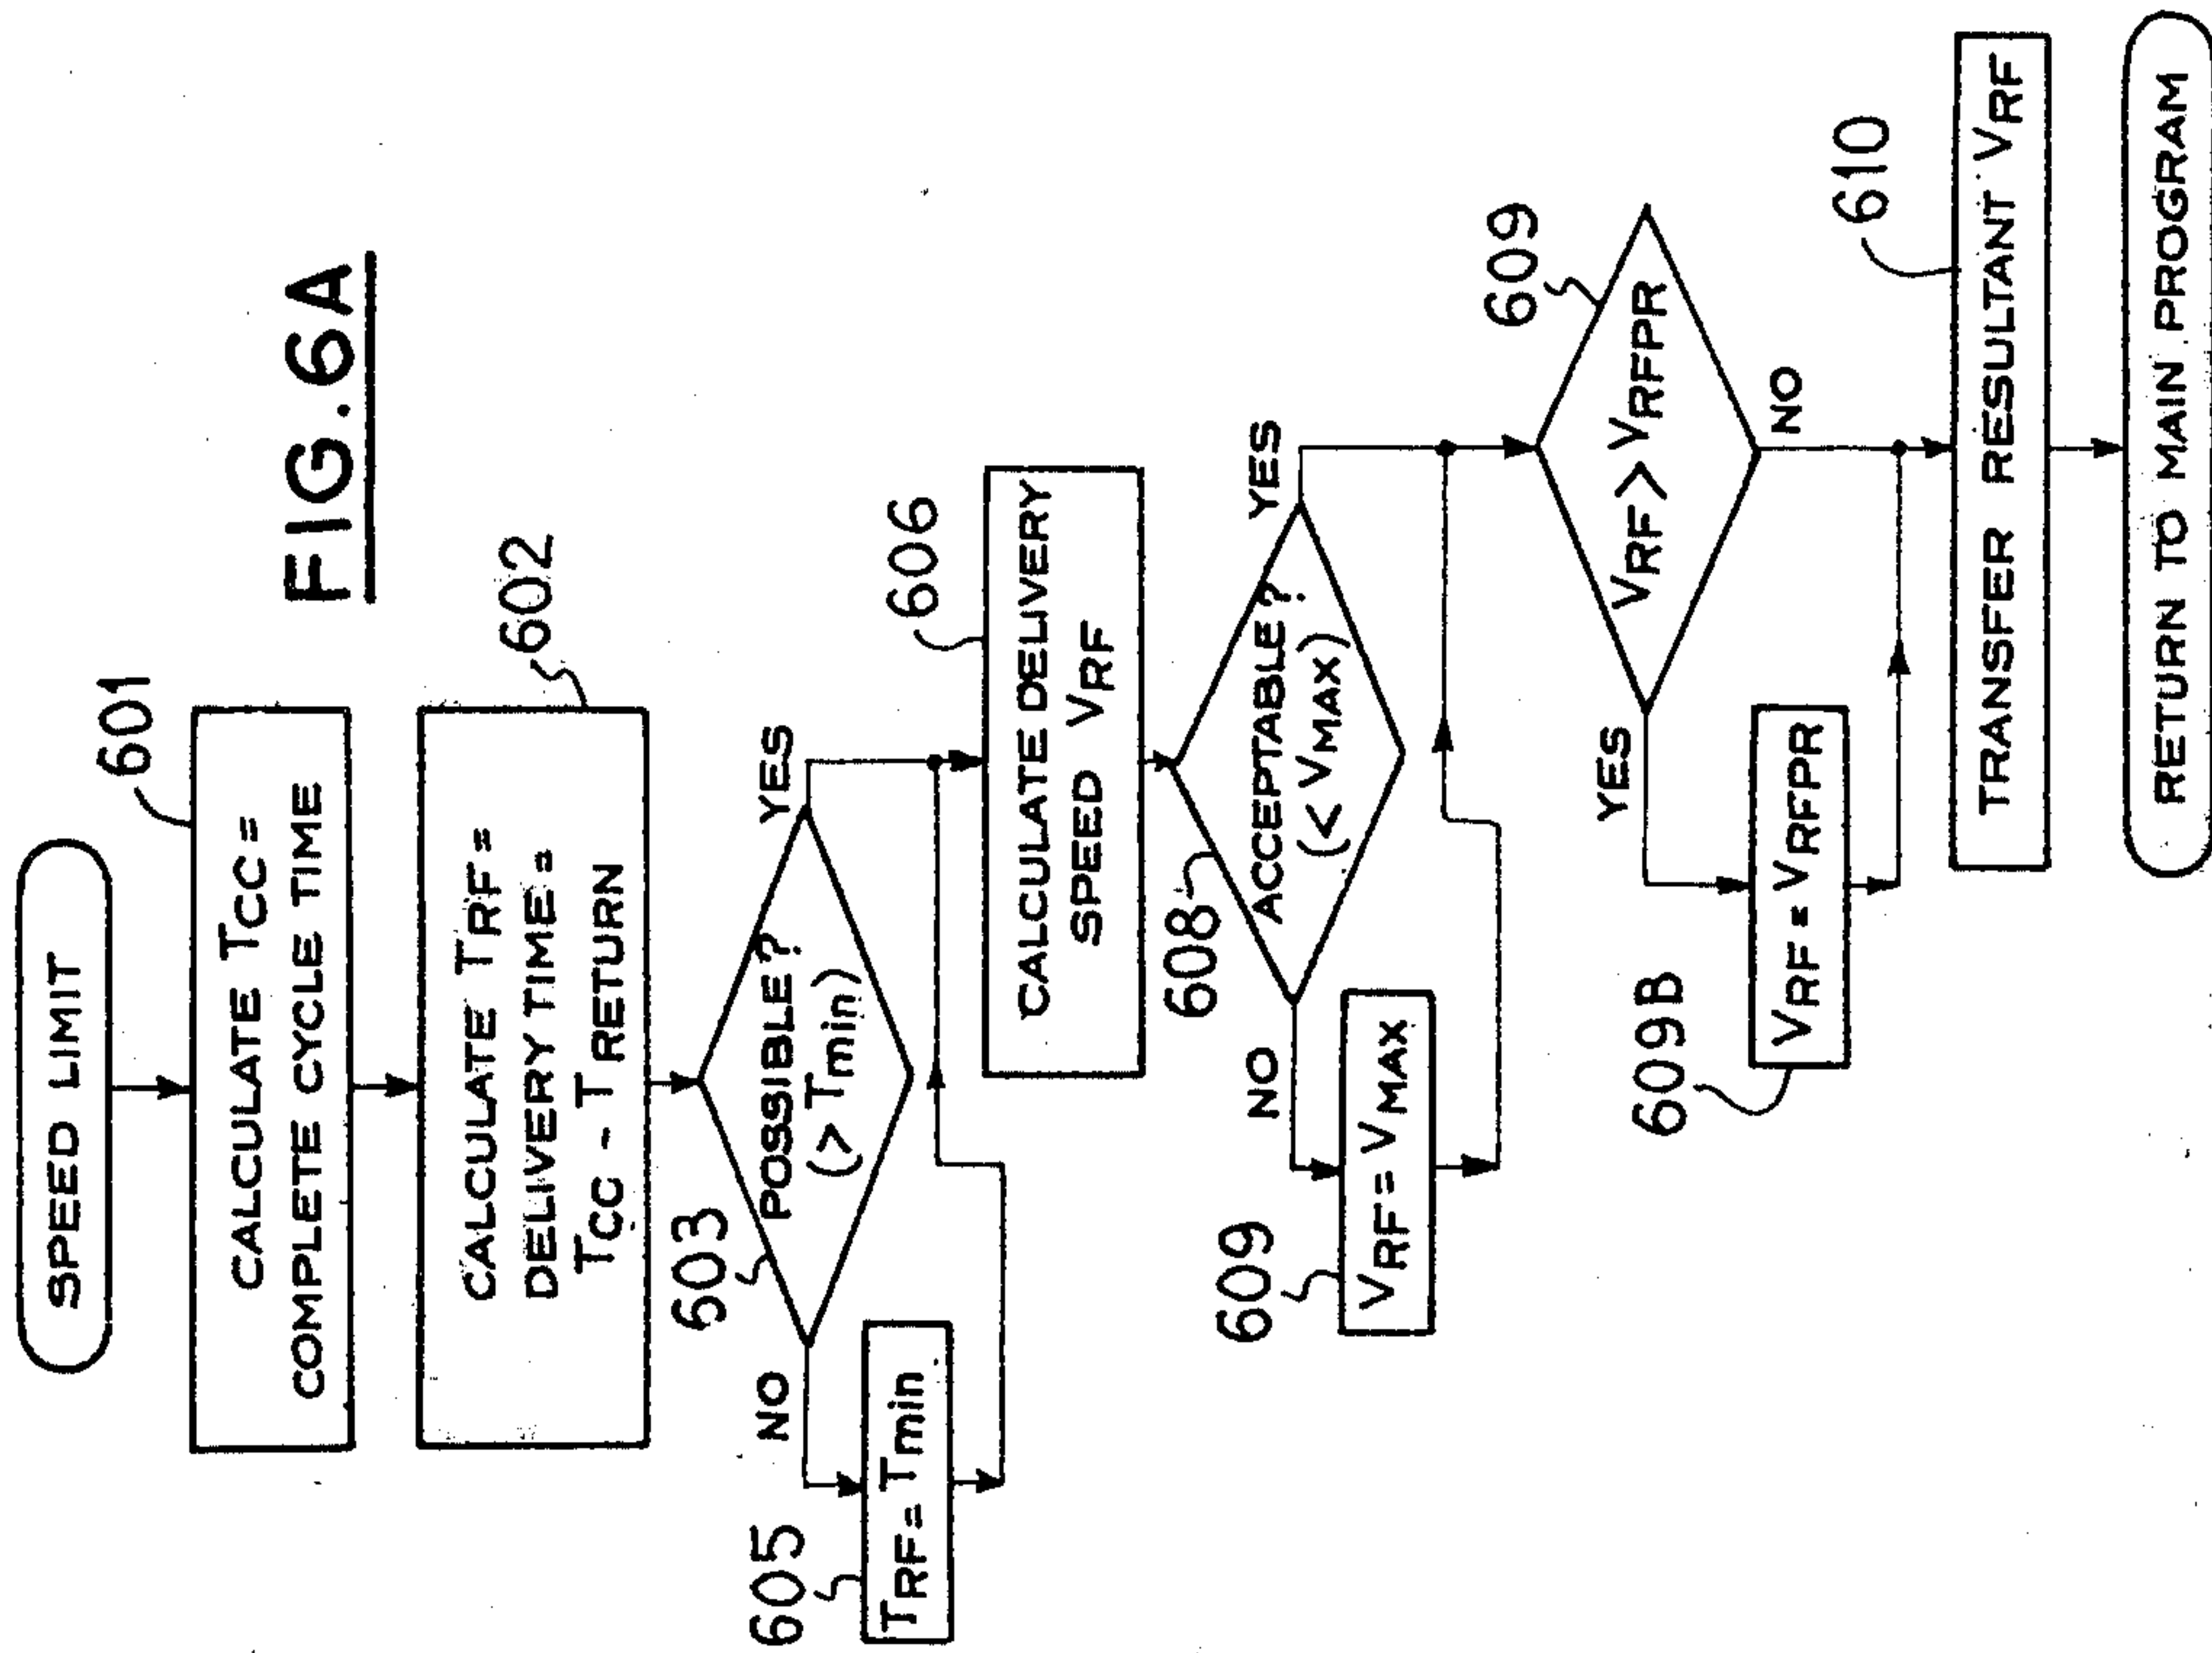 FIG.6A
SPEED LIMIT
601
CALCULATE TCC =
COMPLETE CYCLE TIME
602
CALCULATE TRF =
DELIVERY TIME =
TCC - TRETURN
603
POSSIBLE?
(> Tmin)
YES
NO
605
TRF = Tmin
606
CALCULATE DELIVERY
SPEED VRF
608
ACCEPTABLE?
(< VMAX)
YES
NO
609
VRF = VMAX
609
VRF > VRFPR
YES
NO
609B
VRF = VRFPR
610
TRANSFER RESULTANT VRF
RETURN TO MAIN PROGRAM